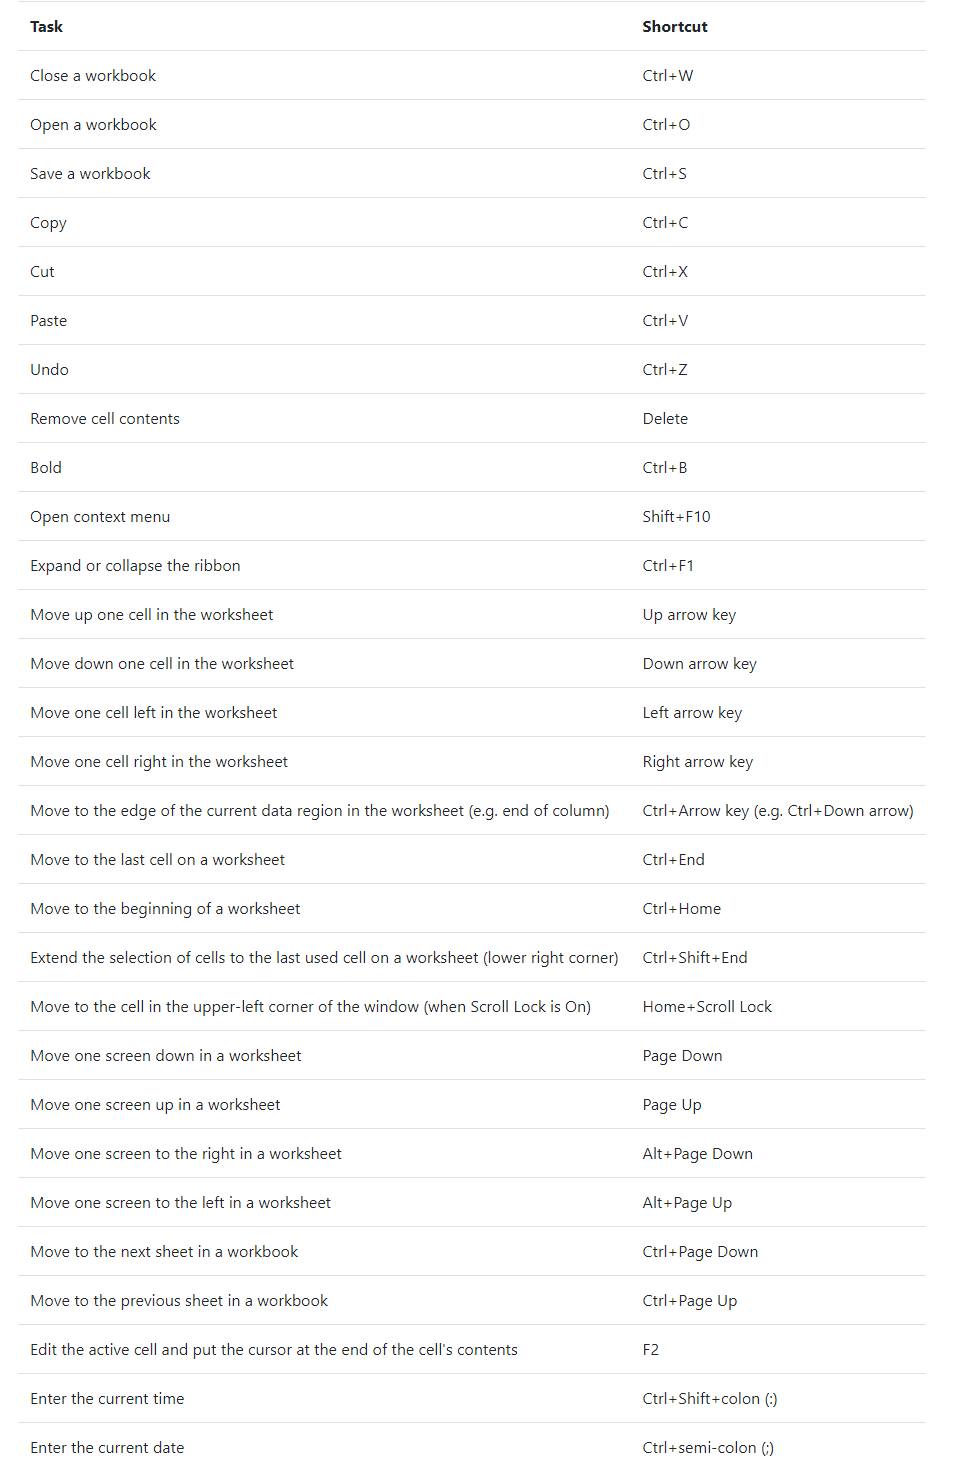 Task Shortcut
Close a workbook Ctrl+W
Open a workbook Ctrl+O
Save a workbook Ctrl+S
Copy Ctrl+C
Cut Ctrl+X
Paste Ctrl+V
Undo Ctrl+Z
Remove cell contents Delete
Bold Ctrl+B
Open context menu Shift+F10
Expand or collapse the ribbon Ctrl+F1
Move up one cell in the worksheet Up arrow key
Move down one cell in the worksheet Down arrow key
Move one cell left in the worksheet Left arrow key
Move one cell right in the worksheet Right arrow key
Move to the edge of the current data region in the worksheet (e.g. end of column) Ctrl+Arrow key (e.g. Ctrl+Down arrow)
Move to the last cell on a worksheet Ctrl+End
Move to the beginning of a worksheet Ctrl+Home
Extend the selection of cells to the last used cell on a worksheet (lower right corner) Ctrl+Shift+End
Move to the cell in the upper-left corner of the window (when Scroll Lock is On) Home+Scroll Lock
Move one screen down in a worksheet Page Down
Move one screen up in a worksheet Page Up
Move one screen to the right in a worksheet Alt+Page Down
Move one screen to the left in a worksheet Alt+Page Up
Move to the next sheet in a workbook Ctrl+Page Down
Move to the previous sheet in a workbook Ctrl+Page Up
Edit the active cell and put the cursor at the end of the cell's contents F2
Enter the current time Ctrl+Shift+colon (:)
Enter the current date Ctrl+semi-colon (;)